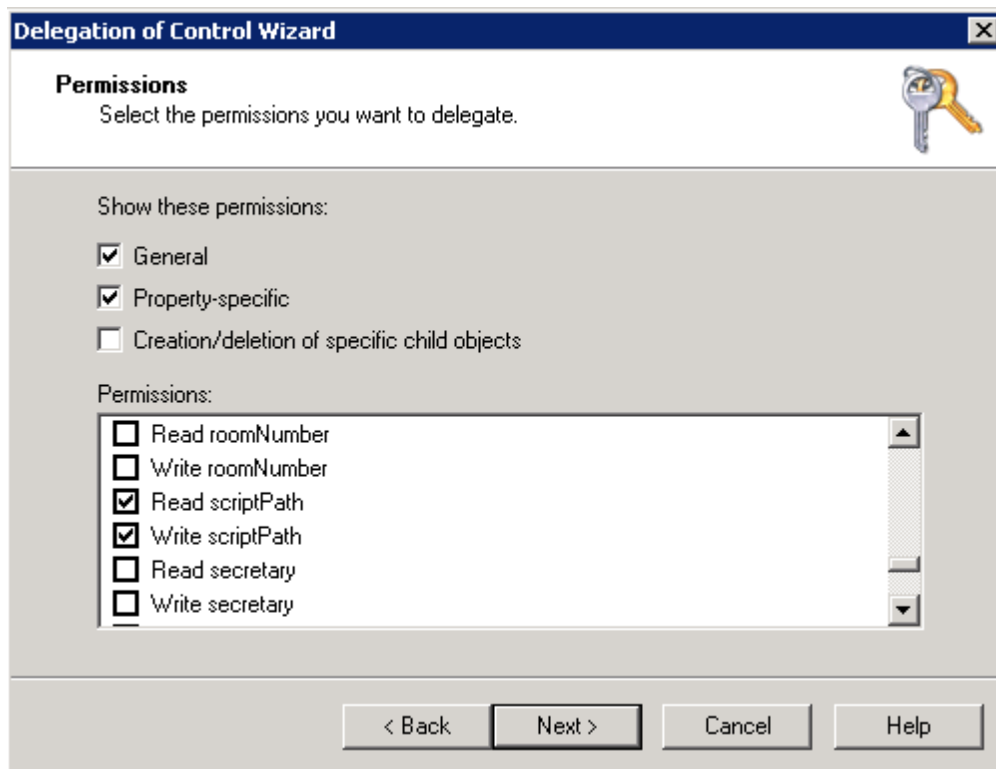 Delegation of Control Wizard
Permissions
Select the permissions you want to delegate.
Show these permissions:
General
Property-specific
Creation/deletion of specific child objects
Permissions:
Read roomNumber
Write roomNumber
Read scriptPath
Write scriptPath
Read secretary
Write secretary
< Back Next > Cancel Help